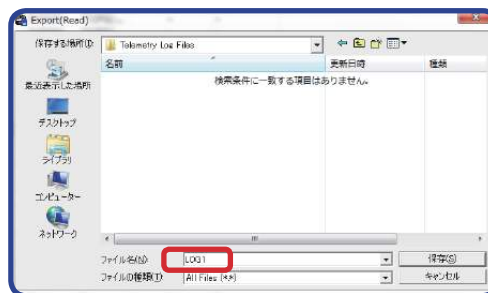 Export(Read)
保存する場所(I):
Telemetry Log Files
名前
更新日時
種類
検索条件に一致する項目はありません。
最近表示した場所
デスクトップ
ライブラリ
コンピューター
ネットワーク
ファイル名(N):
LOG1
保存(S)
ファイルの種類(T):
All Files (*.*)
キャンセル